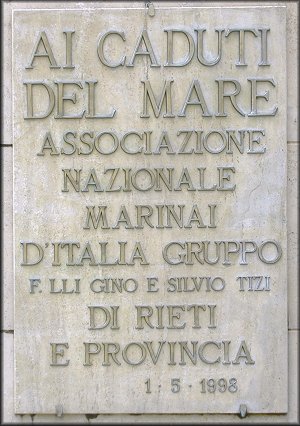 AI CADUTI
DEL MARE
ASSOCIAZIONE
NAZIONALE
MARINAI
D'ITALIA GRUPPO
F. LLI GINO E SILVIO TIZI
DI RIETI
E PROVINCIA
1-5-1998